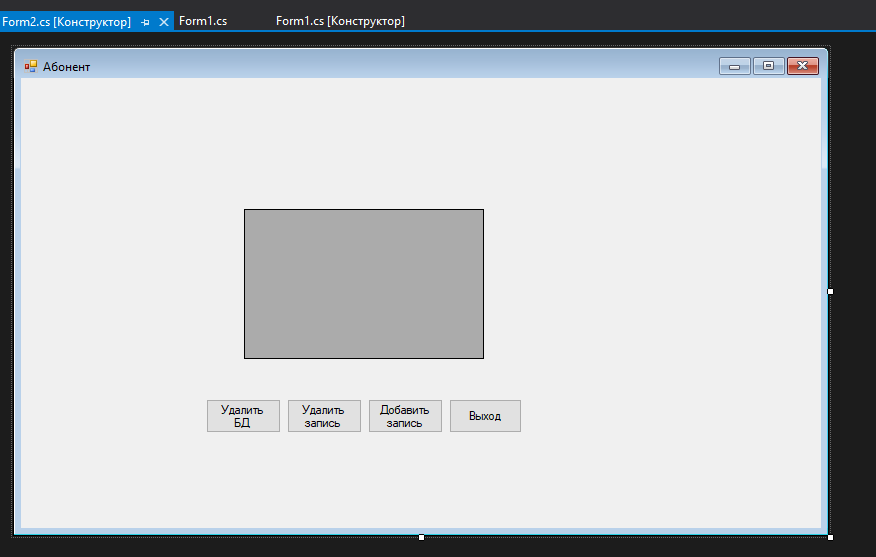 Form2.cs [Конструктор] Form1.cs Form1.cs [Конструктор]
Абонент
Удалить
БД
Удалить
запись
Добавить
запись
Выход